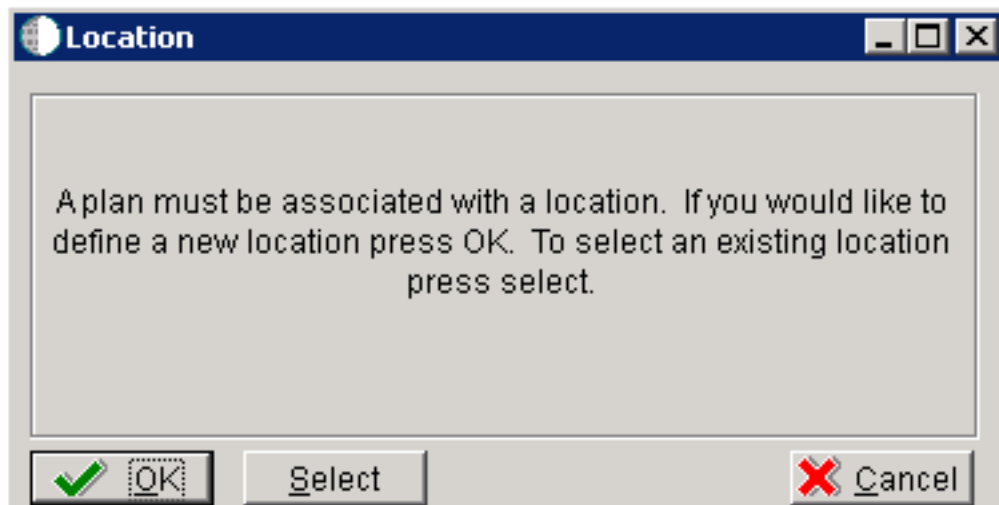 Location
A plan must be associated with a location.  If you would like to
define a new location press OK.  To select an existing location
press select.
OK
Select
Cancel